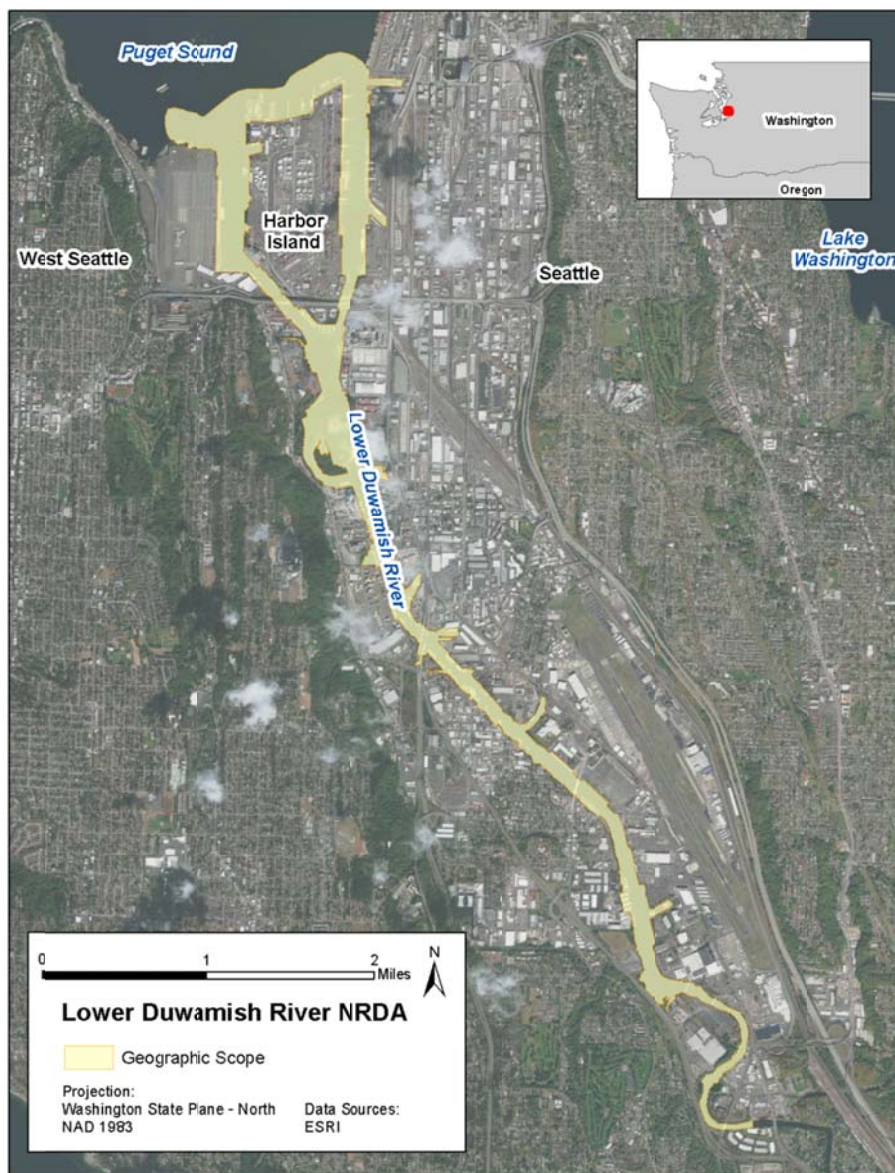 Puget Sound
Washington
Oregon
Harbor
Island
West Seattle
Seattle
Lake
Washington
Lower Duwamish River
0 1 2
Miles
N
Lower Duwamish River NRDA
Geographic Scope
Projection:
Washington State Plane - North
NAD 1983
Data Sources:
ESRI